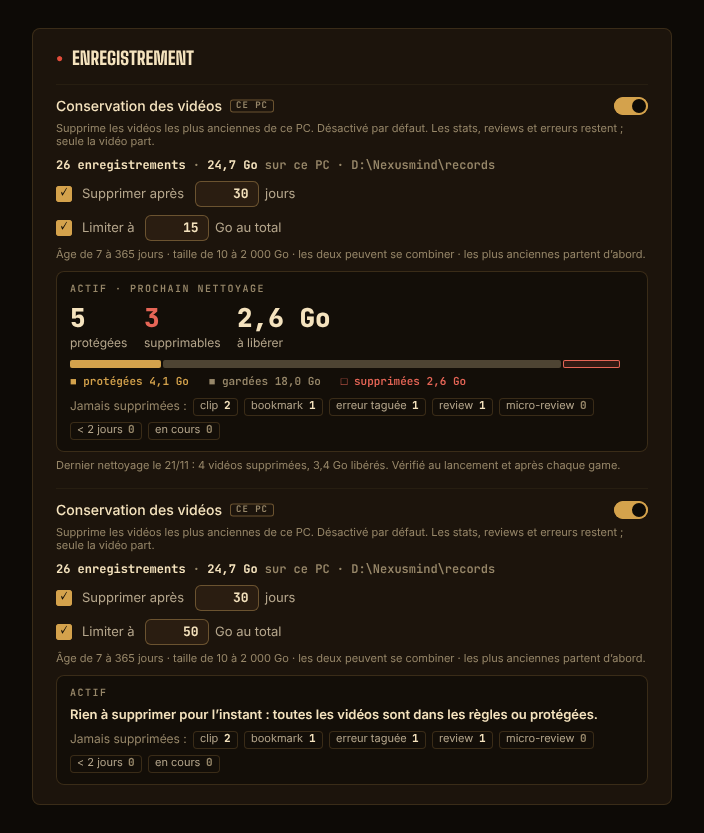 • ENREGISTREMENT
Conservation des vidéos CE PC
Supprime les vidéos les plus anciennes de ce PC. Désactivé par défaut. Les stats, reviews et erreurs restent ;
seule la vidéo part.
26 enregistrements · 24,7 Go sur ce PC · D:\Nexusmind\records
✓ Supprimer après 30 jours
✓ Limiter à 15 Go au total
Âge de 7 à 365 jours · taille de 10 à 2 000 Go · les deux peuvent se combiner · les plus anciennes partent d'abord.
ACTIF · PROCHAIN NETTOYAGE
5 3 2,6 Go
protégées supprimables à libérer
■ protégées 4,1 Go ■ gardées 18,0 Go □ supprimées 2,6 Go
Jamais supprimées : clip 2 bookmark 1 erreur taguée 1 review 1 micro-review 0
< 2 jours 0 en cours 0
Dernier nettoyage le 21/11 : 4 vidéos supprimées, 3,4 Go libérés. Vérifié au lancement et après chaque game.
Conservation des vidéos CE PC
Supprime les vidéos les plus anciennes de ce PC. Désactivé par défaut. Les stats, reviews et erreurs restent ;
seule la vidéo part.
26 enregistrements · 24,7 Go sur ce PC · D:\Nexusmind\records
✓ Supprimer après 30 jours
✓ Limiter à 50 Go au total
Âge de 7 à 365 jours · taille de 10 à 2 000 Go · les deux peuvent se combiner · les plus anciennes partent d'abord.
ACTIF
Rien à supprimer pour l'instant : toutes les vidéos sont dans les règles ou protégées.
Jamais supprimées : clip 2 bookmark 1 erreur taguée 1 review 1 micro-review 0
< 2 jours 0 en cours 0